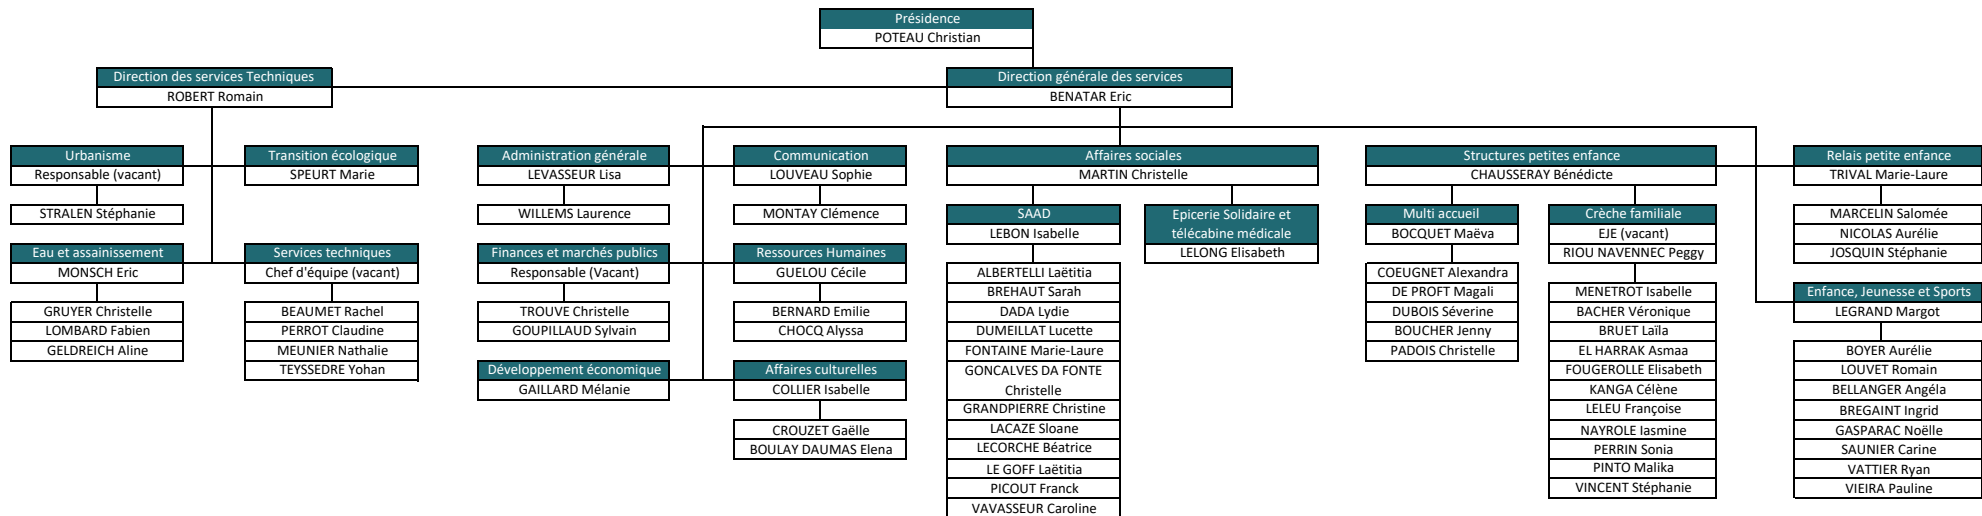 Présidence
POTEAU Christian
Direction des services Techniques
ROBERT Romain
Direction générale des services
BENATAR Eric
Urbanisme
Responsable (vacant)
STRALEN Stéphanie
Transition écologique
SPEURT Marie
Eau et assainissement
MONSCH Eric
GRUYER Christelle
LOMBARD Fabien
GELDREICH Aline
Services techniques
Chef d'équipe (vacant)
BEAUMET Rachel
PERROT Claudine
MEUNIER Nathalie
TEYSSEDRE Yohan
Administration générale
LEVASSEUR Lisa
WILLEMS Laurence
Communication
LOUVEAU Sophie
MONTAY Clémence
Finances et marchés publics
Responsable (Vacant)
TROUVE Christelle
GOUPILLAUD Sylvain
Ressources Humaines
GUELOU Cécile
BERNARD Emilie
CHOCQ Alyssa
Développement économique
GAILLARD Mélanie
Affaires culturelles
COLLIER Isabelle
CROUZET Gaëlle
BOULAY DAUMAS Elena
Affaires sociales
MARTIN Christelle
SAAD
LEBON Isabelle
ALBERTELLI Laëtitia
BREHAUT Sarah
DADA Lydie
DUMEILLAT Lucette
FONTAINE Marie-Laure
GONCALVES DA FONTE
Christelle
GRANDPIERRE Christine
LACAZE Sloane
LECORCHE Béatrice
LE GOFF Laëtitia
PICOUT Franck
VAVASSEUR Caroline
Epicerie Solidaire et
télécabine médicale
LELONG Elisabeth
Structures petites enfance
CHAUSSERAY Bénédicte
Multi accueil
BOCQUET Maëva
COEUGNET Alexandra
DE PROFT Magali
DUBOIS Séverine
BOUCHER Jenny
PADOIS Christelle
Crèche familiale
EJE (vacant)
RIOU NAVENNEC Peggy
MENETROT Isabelle
BACHER Véronique
BRUET Laïla
EL HARRAK Asmaa
FOUGEROLLE Elisabeth
KANGA Célène
LELEU Françoise
NAYROLE Iasmine
PERRIN Sonia
PINTO Malika
VINCENT Stéphanie
Relais petite enfance
TRIVAL Marie-Laure
MARCELIN Salomée
NICOLAS Aurélie
JOSQUIN Stéphanie
Enfance, Jeunesse et Sports
LEGRAND Margot
BOYER Aurélie
LOUVET Romain
BELLANGER Angéla
BREGAINT Ingrid
GASPARAC Noëlle
SAUNIER Carine
VATTIER Ryan
VIEIRA Pauline